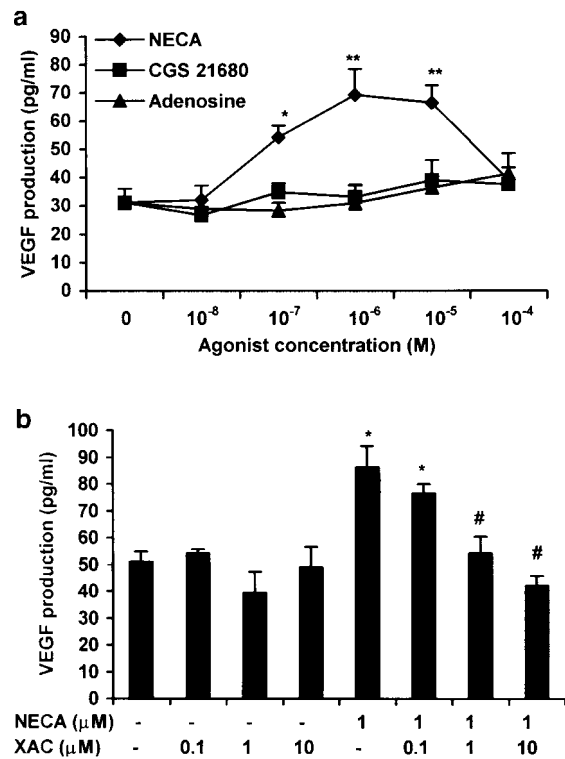 a
NECA
CGS 21680
Adenosine
VEGF production (pg/ml)
90
80
70
60
50
40
30
20
10
0
*
**
**
0 10⁻⁸ 10⁻⁷ 10⁻⁶ 10⁻⁵ 10⁻⁴
Agonist concentration (M)
b
VEGF production (pg/ml)
100
90
80
70
60
50
40
30
20
10
0
*
*
#
#
NECA (μM) - - - - 1 1 1 1
XAC (μM) - 0.1 1 10 - 0.1 1 10